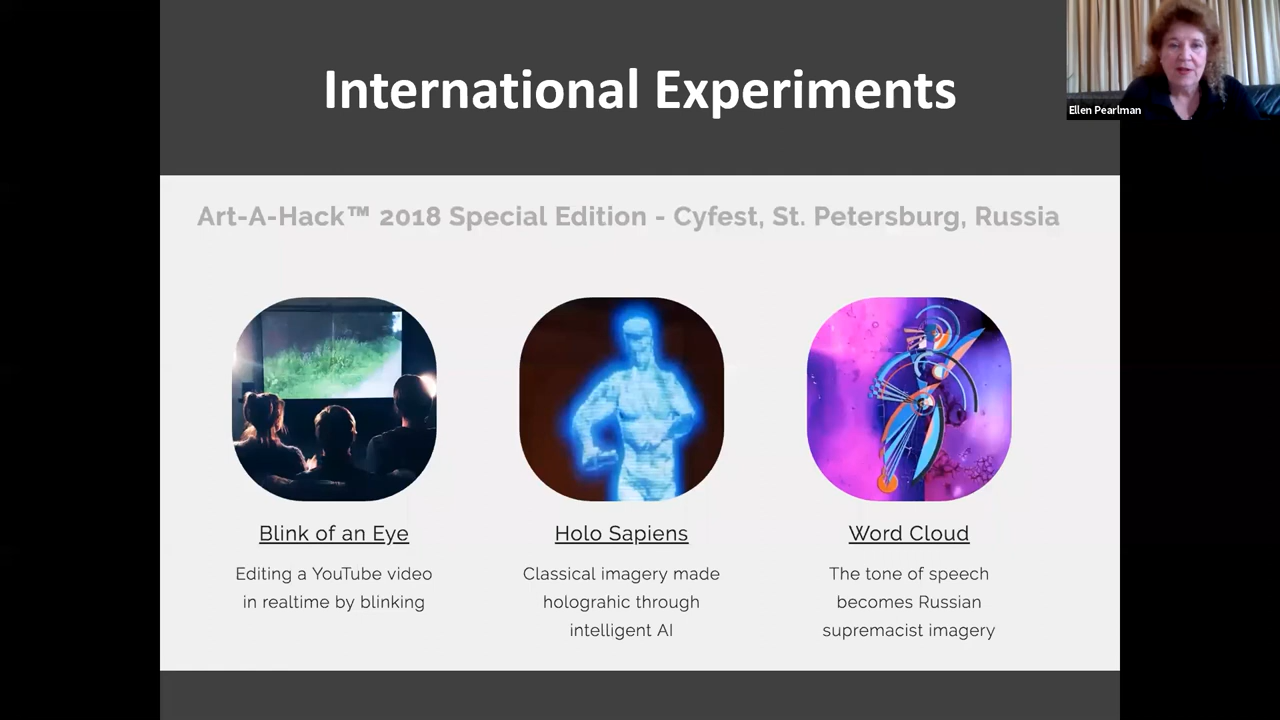 International Experiments
Ellen Pearlman
Art-A-Hack™ 2018 Special Edition - Cyfest, St. Petersburg, Russia
Blink of an Eye
Editing a YouTube video
in realtime by blinking
Holo Sapiens
Classical imagery made
holograhic through
intelligent AI
Word Cloud
The tone of speech
becomes Russian
supremacist imagery